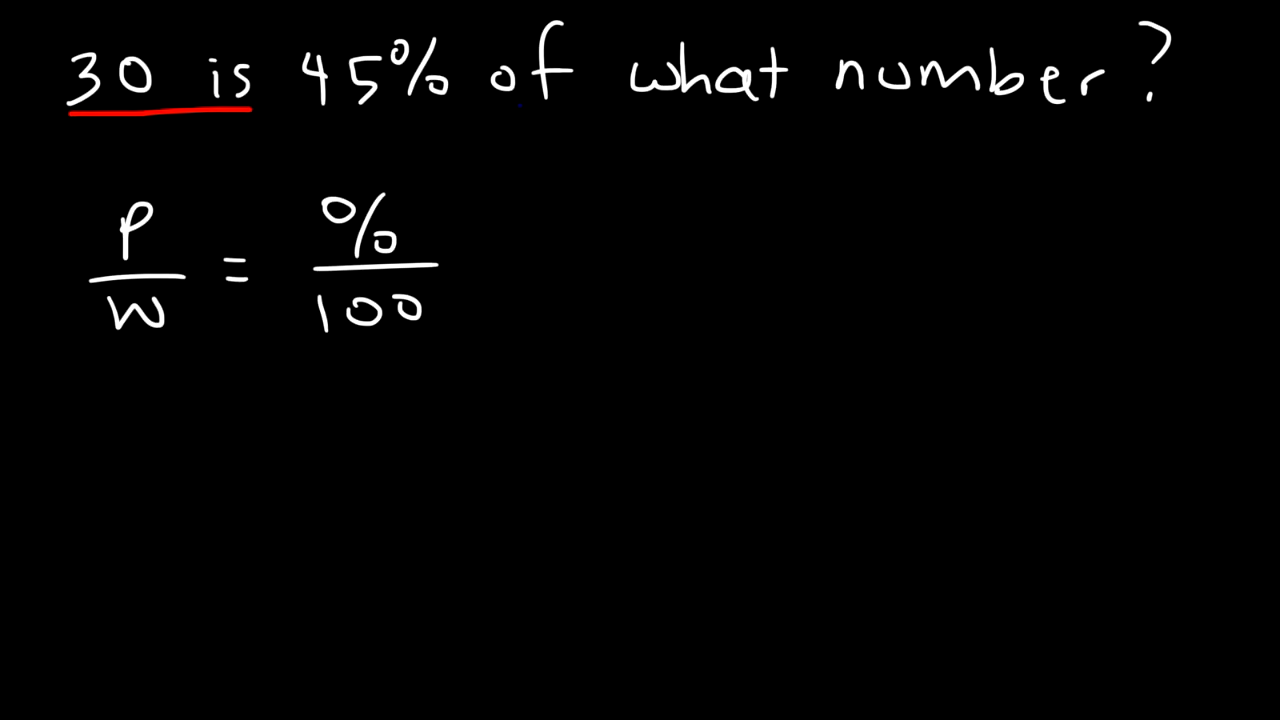 30 is 45% of what number?
P/W = %/100